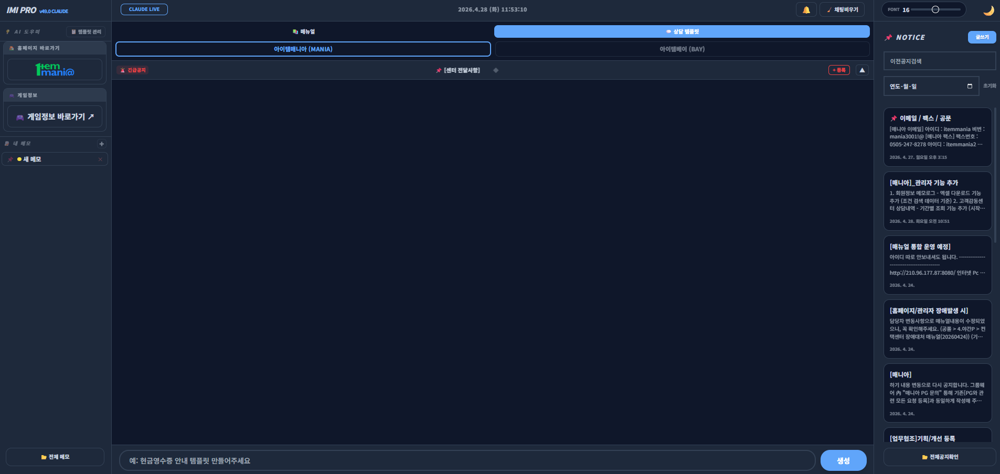 IMI PRO v49.0 CLAUDE
AI 도우미
템플릿 관리
홈페이지 바로가기
Item mani@
게임정보
게임정보 바로가기 ↗
내 메모
+
새 메모
×
전체 메모
CLAUDE LIVE
2026.4.28 (화) 11:53:10
채팅비우기
매뉴얼
상담 템플릿
아이템매니아 (MANIA)
아이템베이 (BAY)
긴급공지
[센터 전달사항]
◆
+ 등록
▲
예: 현금영수증 안내 템플릿 만들어주세요
생성
FONT 16
NOTICE
글쓰기
이전공지검색
연도-월-일
초기화
이메일 / 팩스 / 공문
[매니아 이메일] 아이디 : itemmania 비번 :
mania3001!@ [매니아 팩스] 팩스번호 :
0505-247-8278 아이디 : itemmania2 …
2026. 4. 27. 월요일 오후 3:15
[매니아]_관리자 기능 추가
1. 회원정보 메모로그 - 엑셀 다운로드 기능
추가 (조건 검색 데이터 기준) 2. 고객감동센
터 상담내역 - 기간별 조회 기능 추가 (시작…
2026. 4. 28. 화요일 오전 10:51
[매뉴얼 통합 운영 예정]
아이디 따로 안보내셔도 됩니다. --------------
---------------------------
http://210.96.177.87:8080/ 인터넷 Pc …
2026. 4. 24.
[홈페이지/관리자 장애발생 시]
담당자 변동사항으로 매뉴얼내용이 수정되었
으니, 꼭 확인해주세요. (공폴 > 4.야간P > 컨
택센터 장애대처 매뉴얼(20260424)) (기…
2026. 4. 24.
[매니아]
하기 내용 변동으로 다시 공지합니다. 그룹웨
어 內 "매니아 PG 문의" 통해 기존[PG와 관
련 모든 요청 등록]과 동일하게 작성해 주…
2026. 4. 24.
[업무협조]기획/개선 등록
전체공지확인